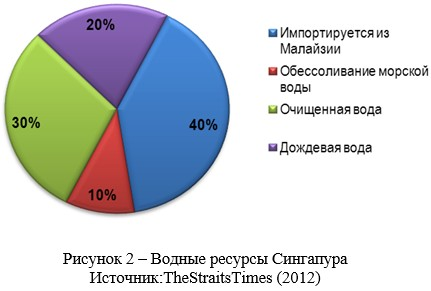 20%
30%
40%
10%
Импортируется из
Малайзии
Обессоливание морской
воды
Очищенная вода
Дождевая вода
Рисунок 2 – Водные ресурсы Сингапура
Источник:TheStraitsTimes (2012)